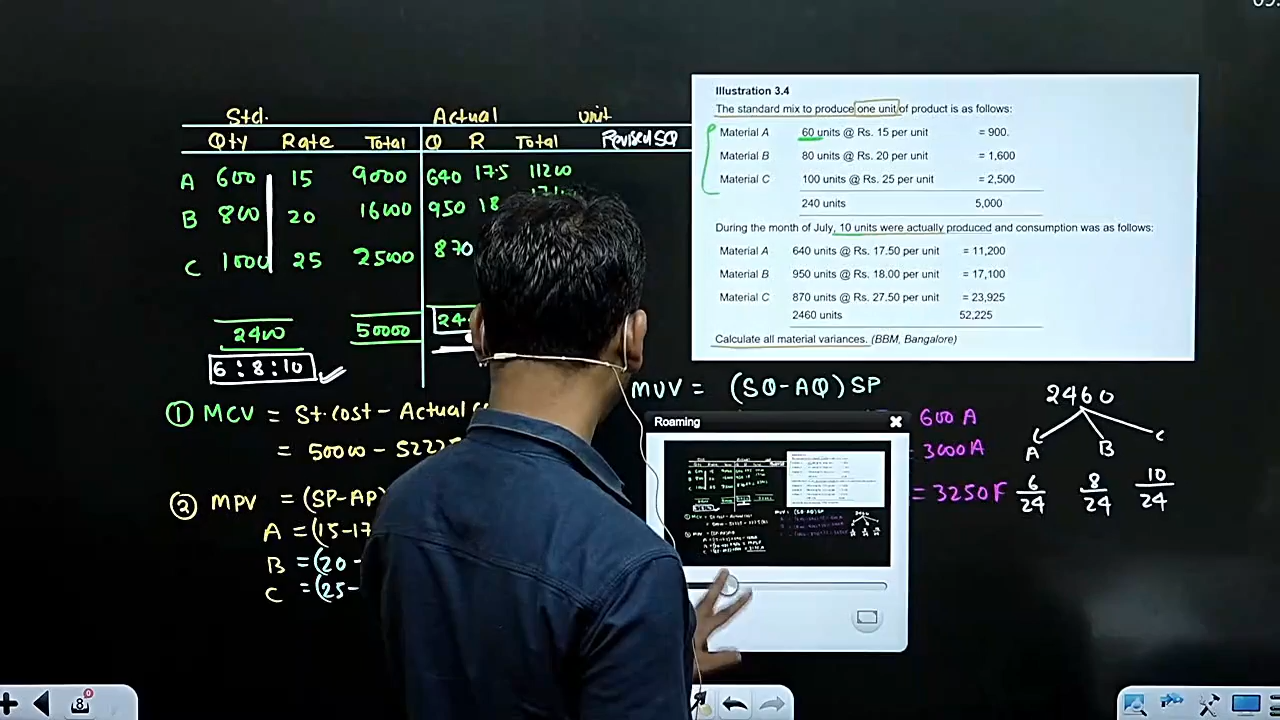 Std. Actual unit
Qty Rate Total Q R Total Revised SQ
A 600 15 9000 640 17.5 11200
B 800 20 16000 950 18
C 1000 25 25000 870
2400 50000 24
6 : 8 : 10
① MCV = St. cost - Actual
= 50000 - 52225
② MPV = (SP-AP)
A = (15-17
B = (20 -
C = (25-
Illustration 3.4
The standard mix to produce one unit of product is as follows:
Material A 60 units @ Rs. 15 per unit = 900.
Material B 80 units @ Rs. 20 per unit = 1,600
Material C 100 units @ Rs. 25 per unit = 2,500
240 units 5,000
During the month of July, 10 units were actually produced and consumption was as follows:
Material A 640 units @ Rs. 17.50 per unit = 11,200
Material B 950 units @ Rs. 18.00 per unit = 17,100
Material C 870 units @ Rs. 27.50 per unit = 23,925
2460 units 52,225
Calculate all material variances. (BBM, Bangalore)
MUV = (SQ-AQ) SP
600 A
= 3000 A
= 3250 F
2460
A B C
6/24 8/24 10/24
Roaming
8